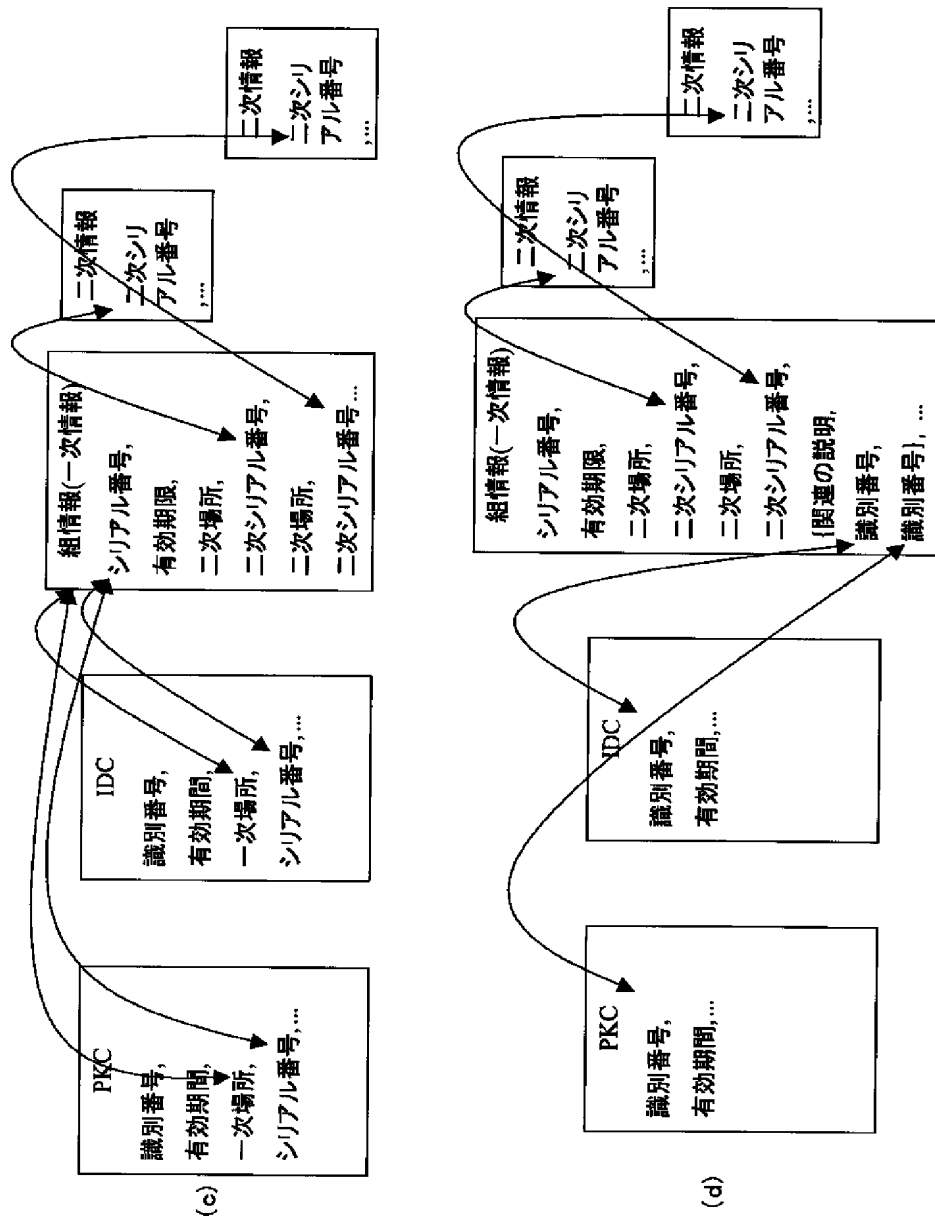 (c)
PKC
識別番号,
有効期間,
一次場所,
シリアル番号,...
IDC
識別番号,
有効期間,
一次場所,
シリアル番号,...
組情報(一次情報)
シリアル番号,
有効期限,
二次場所,
二次シリアル番号,
二次場所,
二次シリアル番号...
二次情報
二次シリ
アル番号
,...
二次情報
二次シリ
アル番号
,...
(d)
PKC
識別番号,
有効期間,...
IDC
識別番号,
有効期間,...
組情報(一次情報)
シリアル番号,
有効期限,
二次場所,
二次シリアル番号,
二次場所,
二次シリアル番号,
{関連の説明,
識別番号,
識別番号}, ...
二次情報
二次シリ
アル番号
,...
二次情報
二次シリ
アル番号
,...